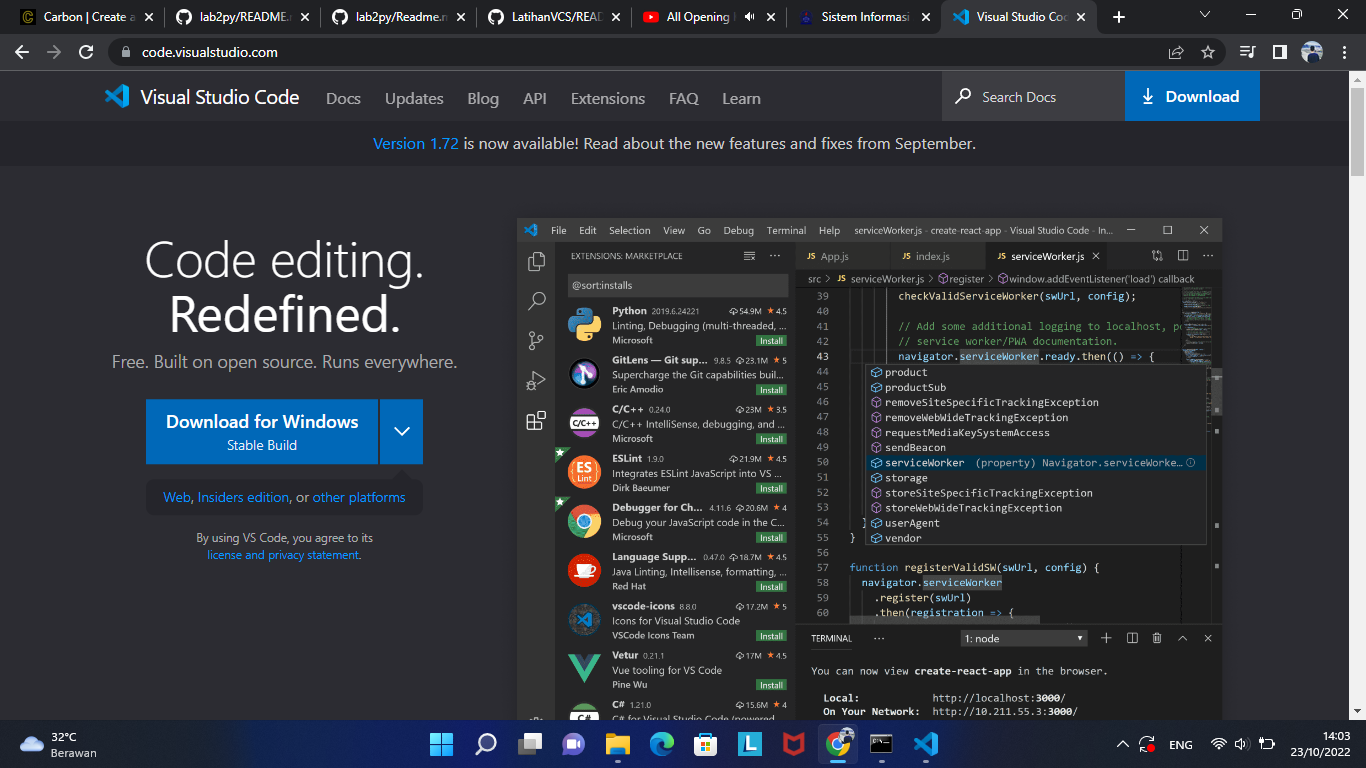 Carbon | Create a
lab2py/README.
lab2py/Readme.
LatihanVCS/READ
All Opening
Sistem Informasi
Visual Studio Co
code.visualstudio.com
Visual Studio Code
Docs
Updates
Blog
API
Extensions
FAQ
Learn
Search Docs
Download
Version 1.72 is now available! Read about the new features and fixes from September.
Code editing.
Redefined.
Free. Built on open source. Runs everywhere.
Download for Windows
Stable Build
Web, Insiders edition, or other platforms
By using VS Code, you agree to its
license and privacy statement.
File Edit Selection View Go Debug Terminal Help serviceWorker.js - create-react-app - Visual Studio Code - In...
EXTENSIONS: MARKETPLACE
@sort:installs
Python 2019.6.24221 54.9M 4.5
Linting, Debugging (multi-threaded, ...
Microsoft Install
GitLens — Git sup... 9.8.5 23.1M 5
Supercharge the Git capabilities buil...
Eric Amodio Install
C/C++ 0.24.0 23M 3.5
C/C++ IntelliSense, debugging, and ...
Microsoft Install
ESLint 1.9.0 21.9M 4.5
Integrates ESLint JavaScript into VS ...
Dirk Baeumer Install
Debugger for Ch... 4.11.6 20.6M 4
Debug your JavaScript code in the C...
Microsoft Install
Language Supp... 0.47.0 18.7M 4.5
Java Linting, Intellisense, formatting, ...
Red Hat Install
vscode-icons 8.8.0 17.2M 5
Icons for Visual Studio Code
VSCode Icons Team Install
Vetur 0.21.1 17M 4.5
Vue tooling for VS Code
Pine Wu Install
C# 1.21.0 15.6M 4
C# for Visual Studio Code (powered
C/C++
ES
Lint
C#
JS App.js
JS index.js
JS serviceWorker.js
src > JS serviceWorker.js > register > window.addEventListener('load') callback
39 checkValidServiceWorker(swUrl, config);
40
41 // Add some additional logging to localhost, po
42 // service worker/PWA documentation.
43 navigator.serviceWorker.ready.then(() => {
44 product
45 productSub
46 removeSiteSpecificTrackingException
47 removeWebWideTrackingException
48 requestMediaKeySystemAccess
49 sendBeacon
50 serviceWorker (property) Navigator.serviceWorke...
51 storage
52 storeSiteSpecificTrackingException
53 storeWebWideTrackingException
54 } userAgent
55 } vendor
56
57 function registerValidSW(swUrl, config) {
58 navigator.serviceWorker
59 .register(swUrl)
60 .then(registration => {
TERMINAL ... 1: node
You can now view create-react-app in the browser.
Local: http://localhost:3000/
On Your Network: http://10.211.55.3:3000/
32°C
Berawan
L
ENG
14:03
23/10/2022